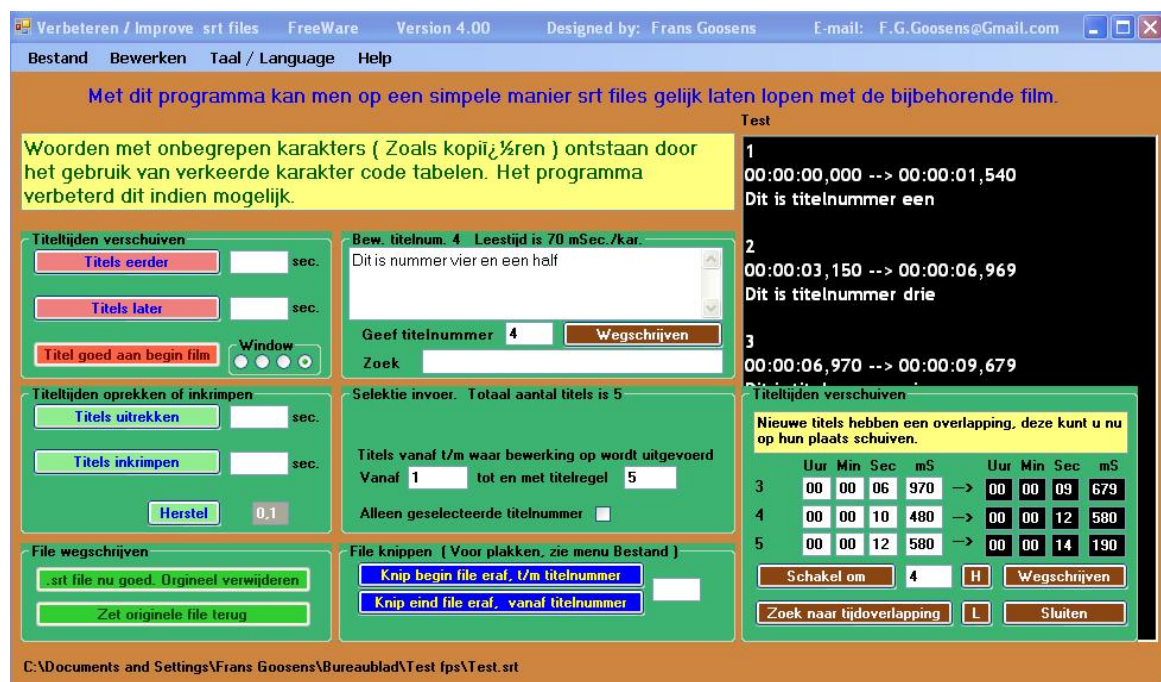 Verbeteren / Improve srt files FreeWare Version 4.00 Designed by: Frans Goosens E-mail: F.G.Goosens@Gmail.com
Bestand Bewerken Taal / Language Help
Met dit programma kan men op een simpele manier srt files gelijk laten lopen met de bijbehorende film.
Woorden met onbegrepen karakters ( Zoals kopiï¿½ren ) ontstaan door
het gebruik van verkeerde karakter code tabelen. Het programma
verbeterd dit indien mogelijk.
Test
1
00:00:00,000 --> 00:00:01,540
Dit is titelnummer een
2
00:00:03,150 --> 00:00:06,969
Dit is titelnummer drie
3
00:00:06,970 --> 00:00:09,679
Titeltijden verschuiven
Titels eerder sec.
Titels later sec.
Titel goed aan begin film Window
Bew. titelnum. 4 Leestijd is 70 mSec./kar.
Dit is nummer vier en een half
Geef titelnummer 4 Wegschrijven
Zoek
Titeltijden oprekken of inkrimpen
Titels uitrekken sec.
Titels inkrimpen sec.
Herstel 0,1
Selektie invoer. Totaal aantal titels is 5
Titels vanaf t/m waar bewerking op wordt uitgevoerd
Vanaf 1 tot en met titelregel 5
Alleen geselecteerde titelnummer
Titeltijden verschuiven
Nieuwe titels hebben een overlapping, deze kunt u nu
op hun plaats schuiven.
Uur Min Sec mS Uur Min Sec mS
3 00 00 06 970 --> 00 00 09 679
4 00 00 10 480 --> 00 00 12 580
5 00 00 12 580 --> 00 00 14 190
Schakel om 4 H Wegschrijven
Zoek naar tijdoverlapping L Sluiten
File wegschrijven
.srt file nu goed. Orgineel verwijderen
Zet originele file terug
File knippen ( Voor plakken, zie menu Bestand )
Knip begin file eraf, t/m titelnummer
Knip eind file eraf, vanaf titelnummer
C:\Documents and Settings\Frans Goosens\Bureaublad\Test fps\Test.srt